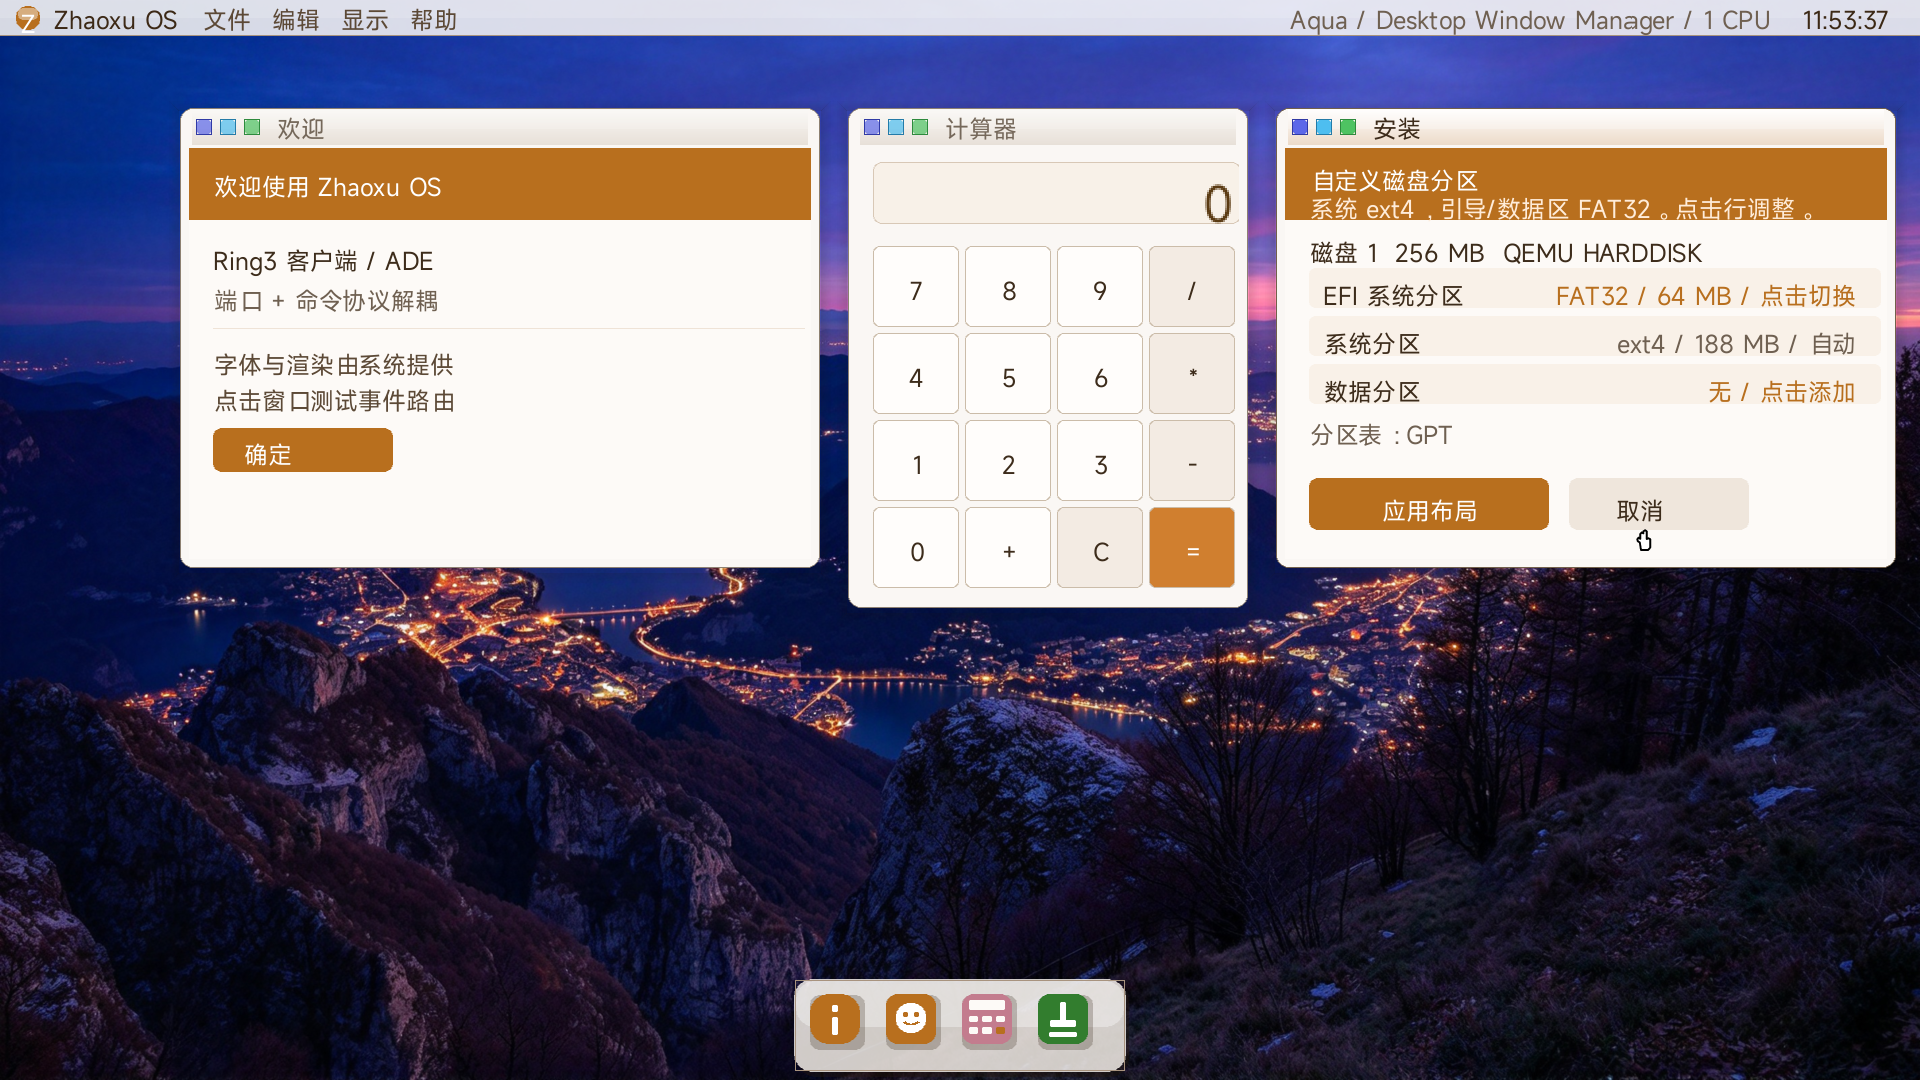 Zhaoxu OS 文件 编辑 显示 帮助
Aqua / Desktop Window Manager / 1 CPU 11:53:37
欢迎
欢迎使用 Zhaoxu OS
Ring3 客户端 / ADE
端口 + 命令协议解耦
字体与渲染由系统提供
点击窗口测试事件路由
确定
计算器
0
7 8 9 /
4 5 6 *
1 2 3 -
0 + C =
安装
自定义磁盘分区
系统 ext4 , 引导/数据区 FAT32 。点击行调整 。
磁盘 1 256 MB QEMU HARDDISK
EFI 系统分区 FAT32 / 64 MB / 点击切换
系统分区 ext4 / 188 MB / 自动
数据分区 无 / 点击添加
分区表 : GPT
应用布局 取消